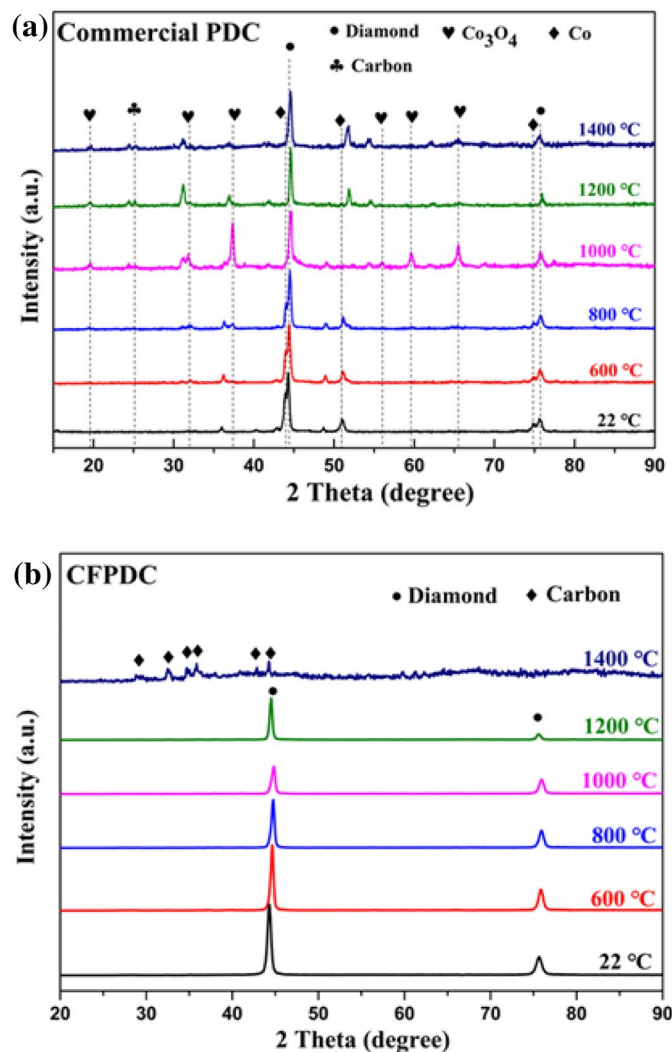 (a)
Commercial PDC
● Diamond ♥ Co₃O₄ ♦ Co
♣ Carbon
1400 °C
1200 °C
1000 °C
800 °C
600 °C
22 °C
Intensity (a.u.)
20 30 40 50 60 70 80 90
2 Theta (degree)
(b)
CFPDC
● Diamond ♦ Carbon
1400 °C
1200 °C
1000 °C
800 °C
600 °C
22 °C
Intensity (a.u.)
20 30 40 50 60 70 80 90
2 Theta (degree)